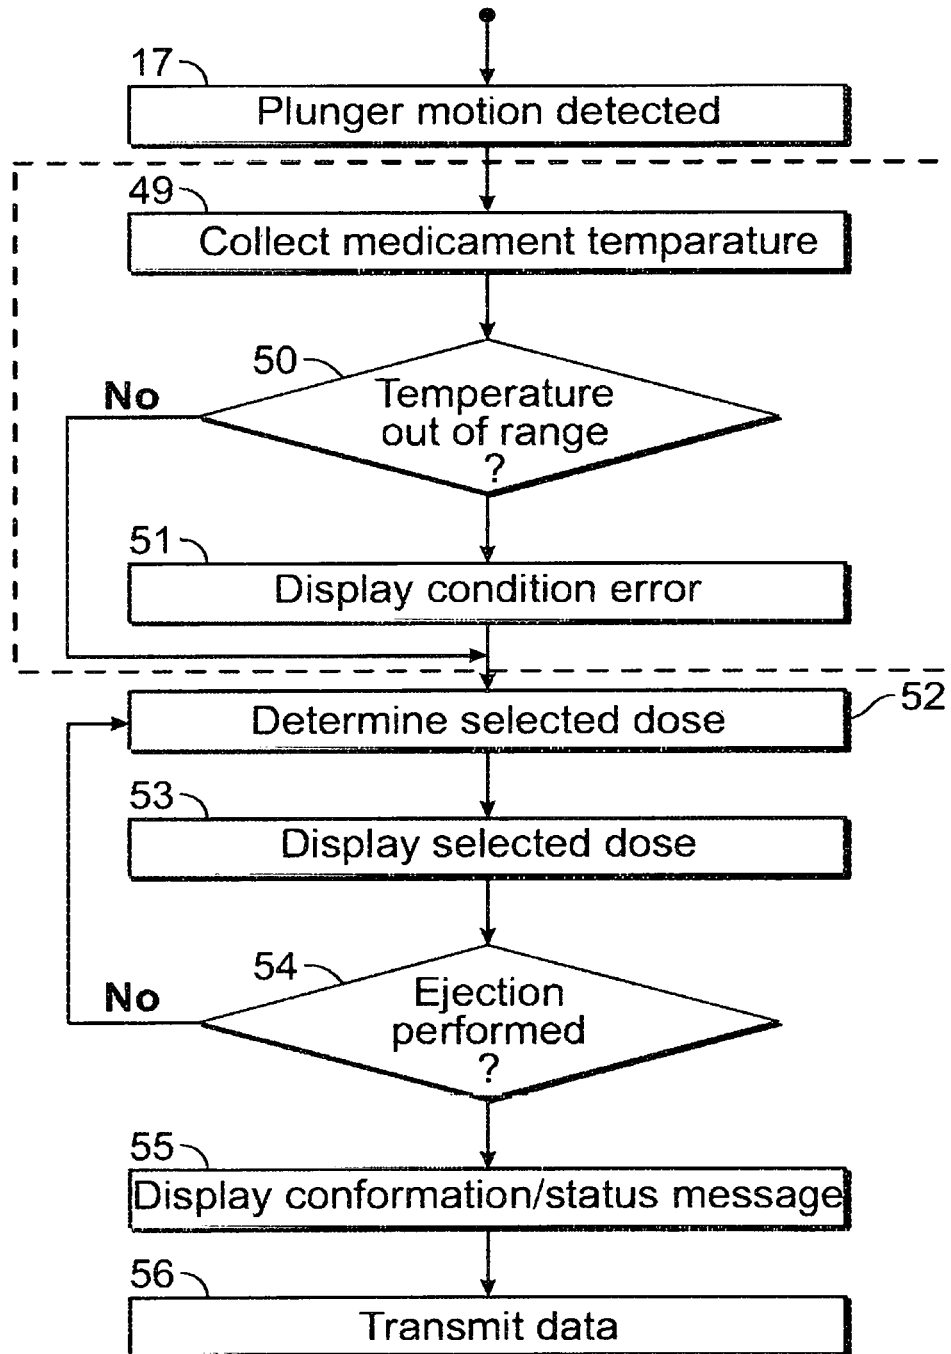 17
Plunger motion detected
49
Collect medicament temparature
50
No
Temperature
out of range
?
51
Display condition error
52
Determine selected dose
53
Display selected dose
54
No
Ejection
performed
?
55
Display conformation/status message
56
Transmit data